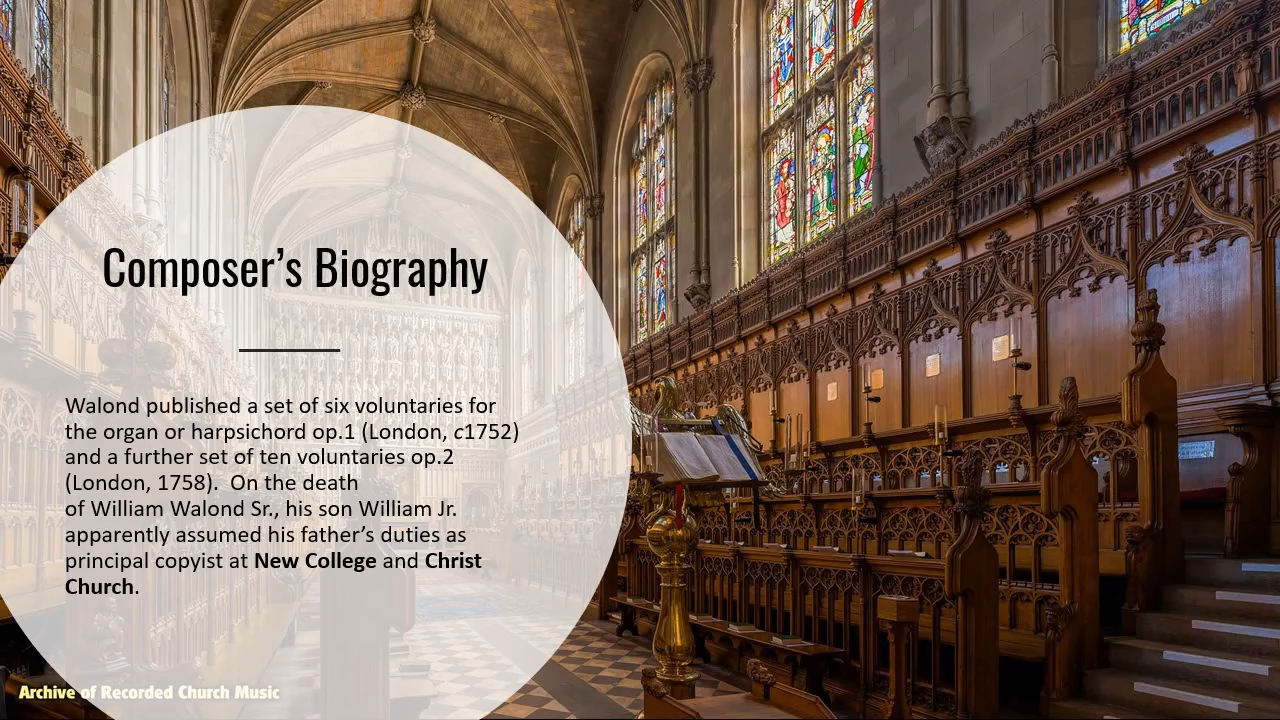 Composer’s Biography
Walond published a set of six voluntaries for
the organ or harpsichord op.1 (London, c1752)
and a further set of ten voluntaries op.2
(London, 1758).  On the death
of William Walond Sr., his son William Jr.
apparently assumed his father’s duties as
principal copyist at New College and Christ
Church.
Archive of Recorded Church Music